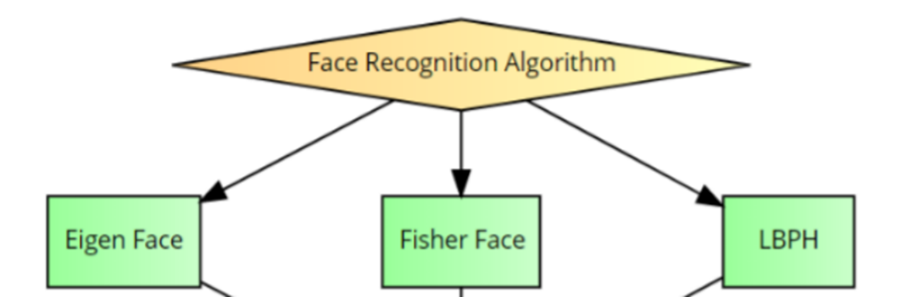 Face Recognition Algorithm
Eigen Face
Fisher Face
LBPH